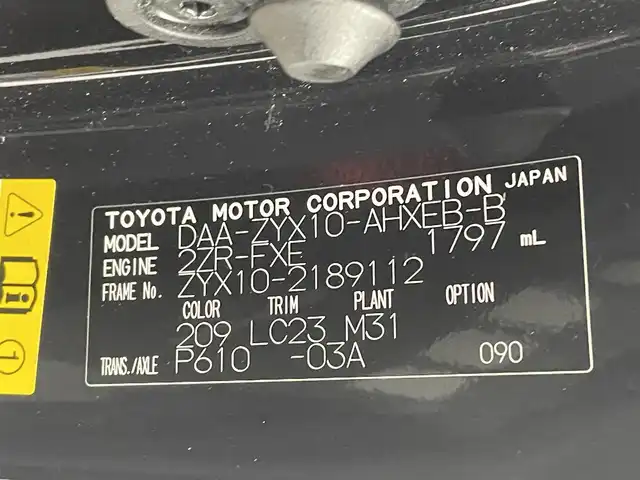 TOYOTA MOTOR CORPORATION JAPAN
MODEL DAA-ZYX10-AHXEB-B
ENGINE 2ZR-FXE 1797 mL
FRAME No. ZYX10-2189112
COLOR TRIM PLANT OPTION
209 LC23 M31
TRANS./AXLE P610 -03A 090
1